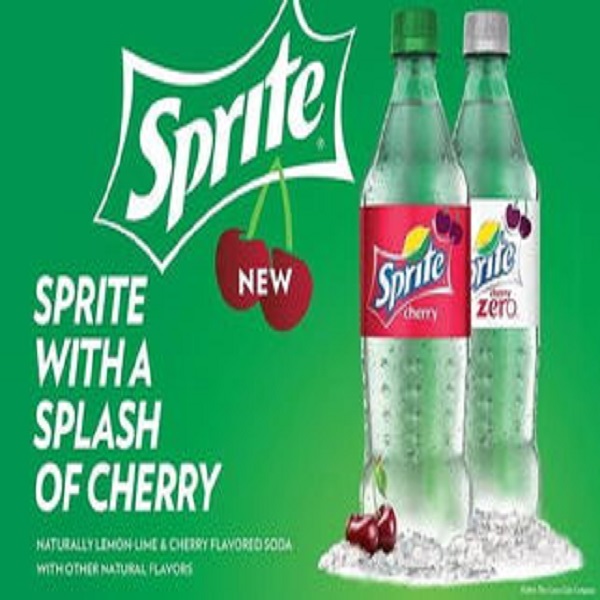 Sprite
NEW
SPRITE
WITH A
SPLASH
OF CHERRY
NATURALLY LEMON-LIME & CHERRY FLAVORED SODA
WITH OTHER NATURAL FLAVORS
Sprite
cherry
rite
cherry
zero